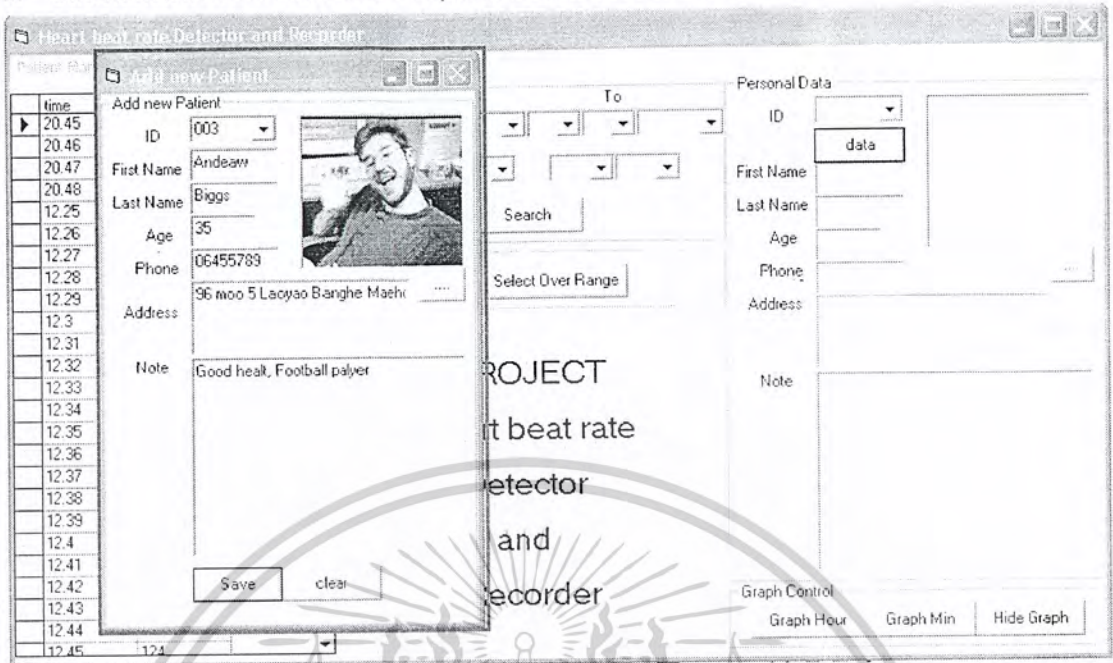 Heart beat rate Detector and Recorder
Add new Patient
Add new Patient
ID 003
First Name Andeaw
Last Name Biggs
Age 35
Phone 06455789
96 moo 5 Laoyao Banghe Maeh
....
Address
Note Good healt, Football palyer
Save clear
time
20.45
20.46
20.47
20.48
12.25
12.26
12.27
12.28
12.29
12.3
12.31
12.32
12.33
12.34
12.35
12.36
12.37
12.38
12.39
12.4
12.41
12.42
12.43
12.44
12.45 124
To
Search
Select Over Range
ROJECT
rt beat rate
etector
and
ecorder
Personal Data
ID
data
First Name
Last Name
Age
Phone
....
Address
Note
Graph Control
Graph Hour Graph Min Hide Graph